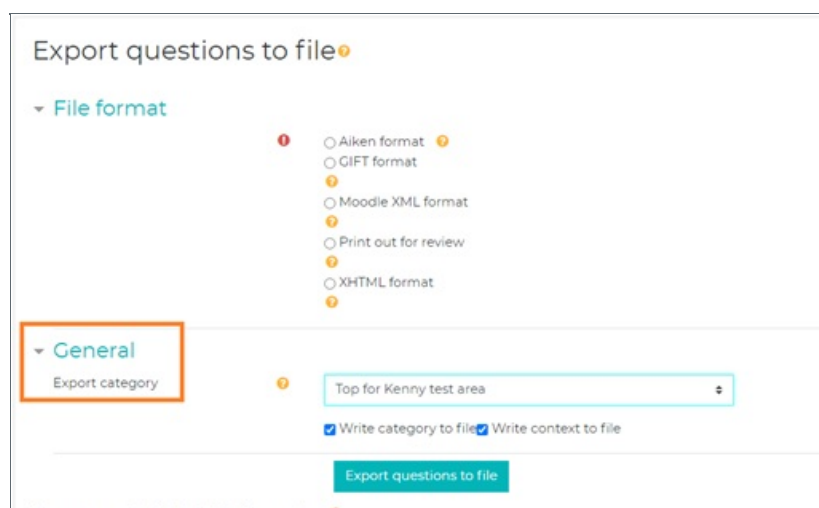 Export questions to file
File format
Aiken format
GIFT format
Moodle XML format
Print out for review
XHTML format
General
Export category
Top for Kenny test area
Write category to file Write context to file
Export questions to file